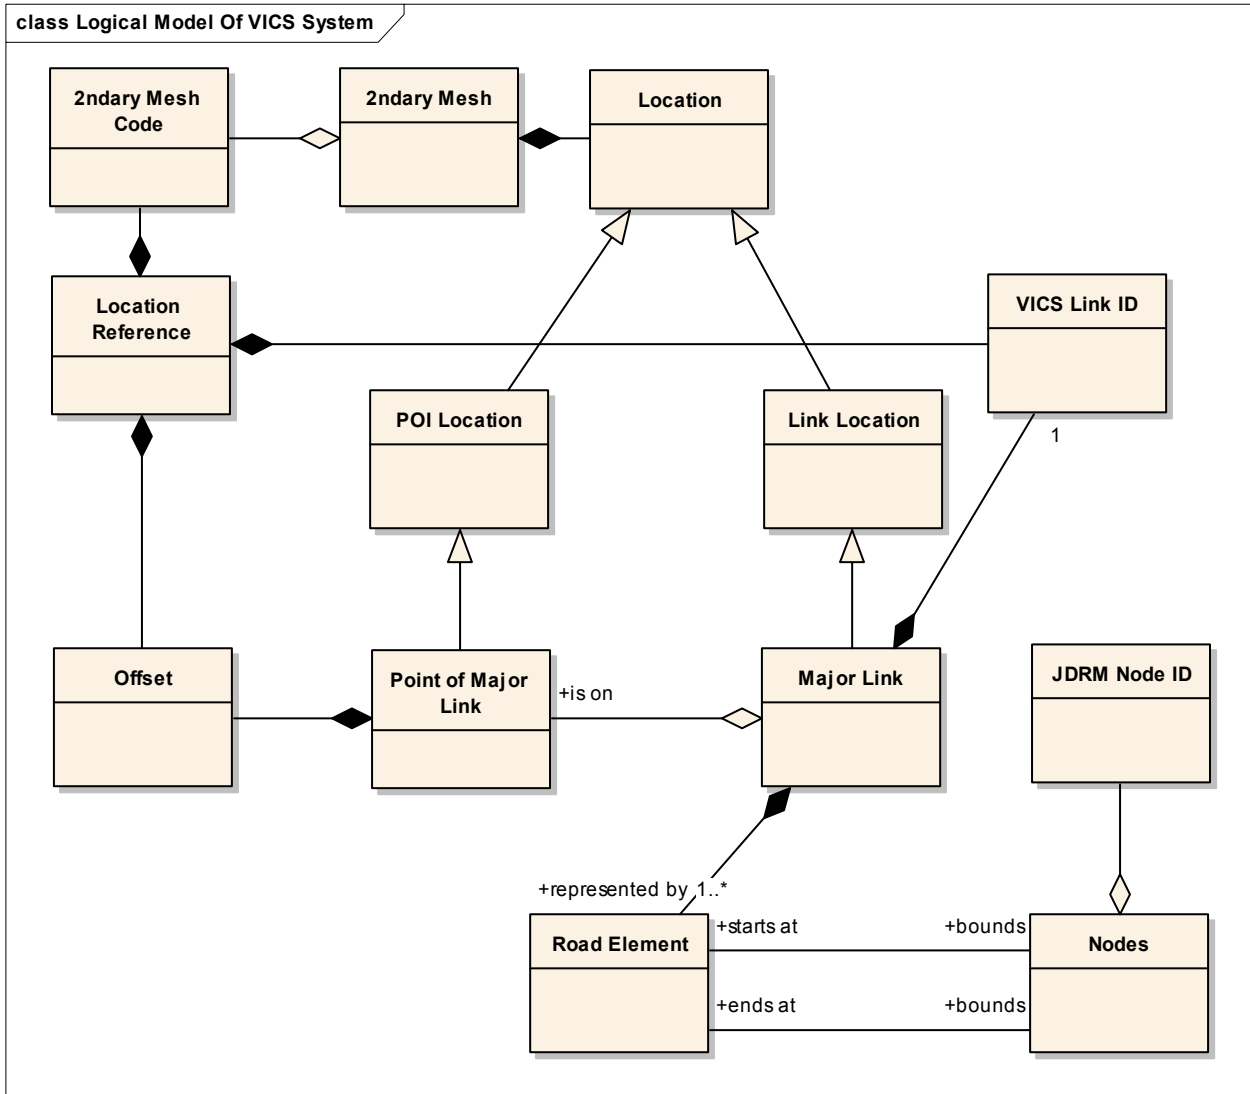 class Logical Model Of VICS System
2ndary Mesh
Code
2ndary Mesh
Location
Location
Reference
VICS Link ID
POI Location
Link Location
1
Offset
Point of Major
Link
+is on
Major Link
JDRM Node ID
+represented by 1..*
Road Element
+starts at
+bounds
Nodes
+ends at
+bounds